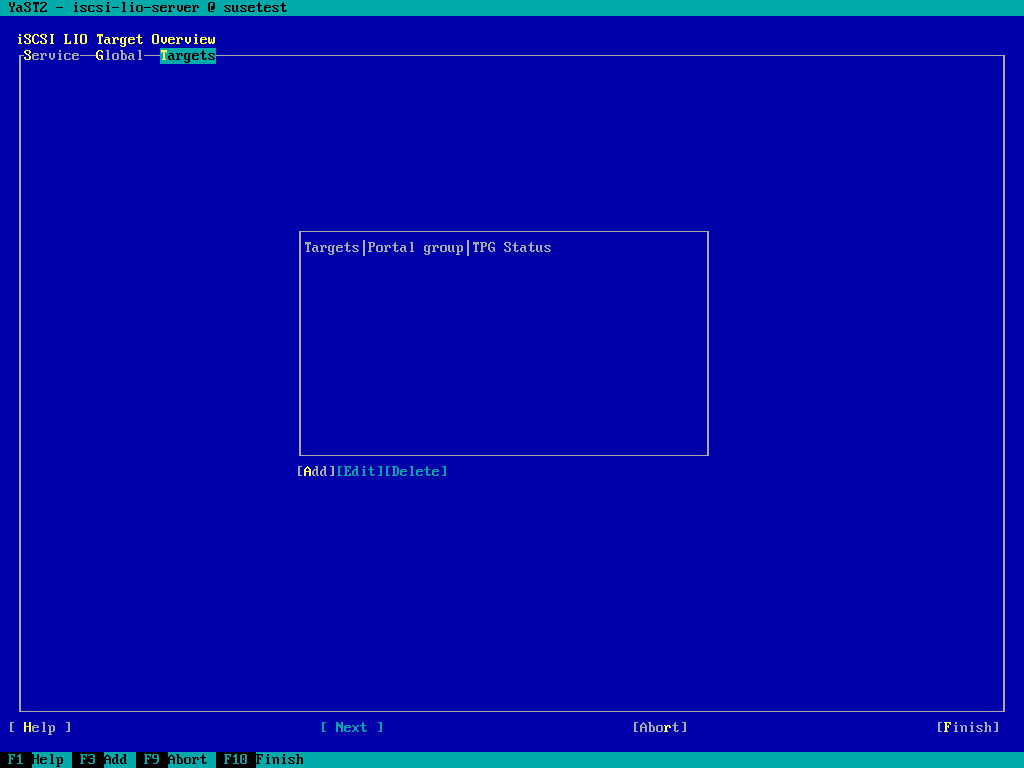 YaST2 - iscsi-lio-server @ susetest
iSCSI LIO Target Overview
Service Global Targets
Targets|Portal group|TPG Status
[Add][Edit][Delete]
[ Help ] [ Next ] [Abort] [Finish]
F1 Help F3 Add F9 Abort F10 Finish